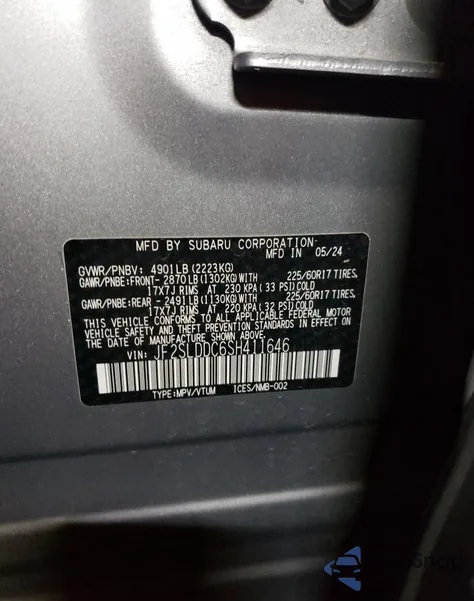 MFD BY SUBARU CORPORATION
MFD IN 05/24
GVWR/PNBV: 4901LB (2223KG)
GAWR/PNBE:FRONT- 2870LB(1302KG)WITH 225/60R17 TIRES,
17X7J RIMS AT 230 KPA( 33 PSI)COLD
GAWR/PNBE:REAR - 2491LB(1130KG)WITH 225/60R17 TIRES,
17X7J RIMS AT 220 KPA( 32 PSI)COLD
THIS VEHICLE CONFORMS TO ALL APPLICABLE FEDERAL MOTOR
VEHICLE SAFETY, BUMPER, AND THEFT PREVENTION STANDARDS IN EFFECT ON
THE DATE OF MANUFACTURE SHOWN ABOVE.
VIN: JF2SLDDC6SH411646
TYPE:MPV/VTUM ICES/NMB-002